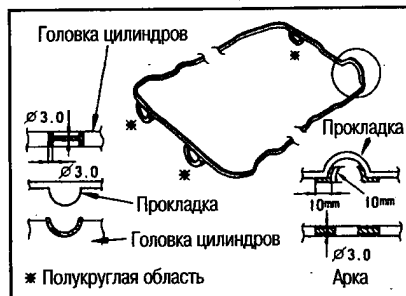 Головка цилиндров
Ø3.0
Ø3.0
Прокладка
Головка цилиндров
※ Полукруглая область
※
※
※
Прокладка
10mm
10mm
Ø3.0
Арка